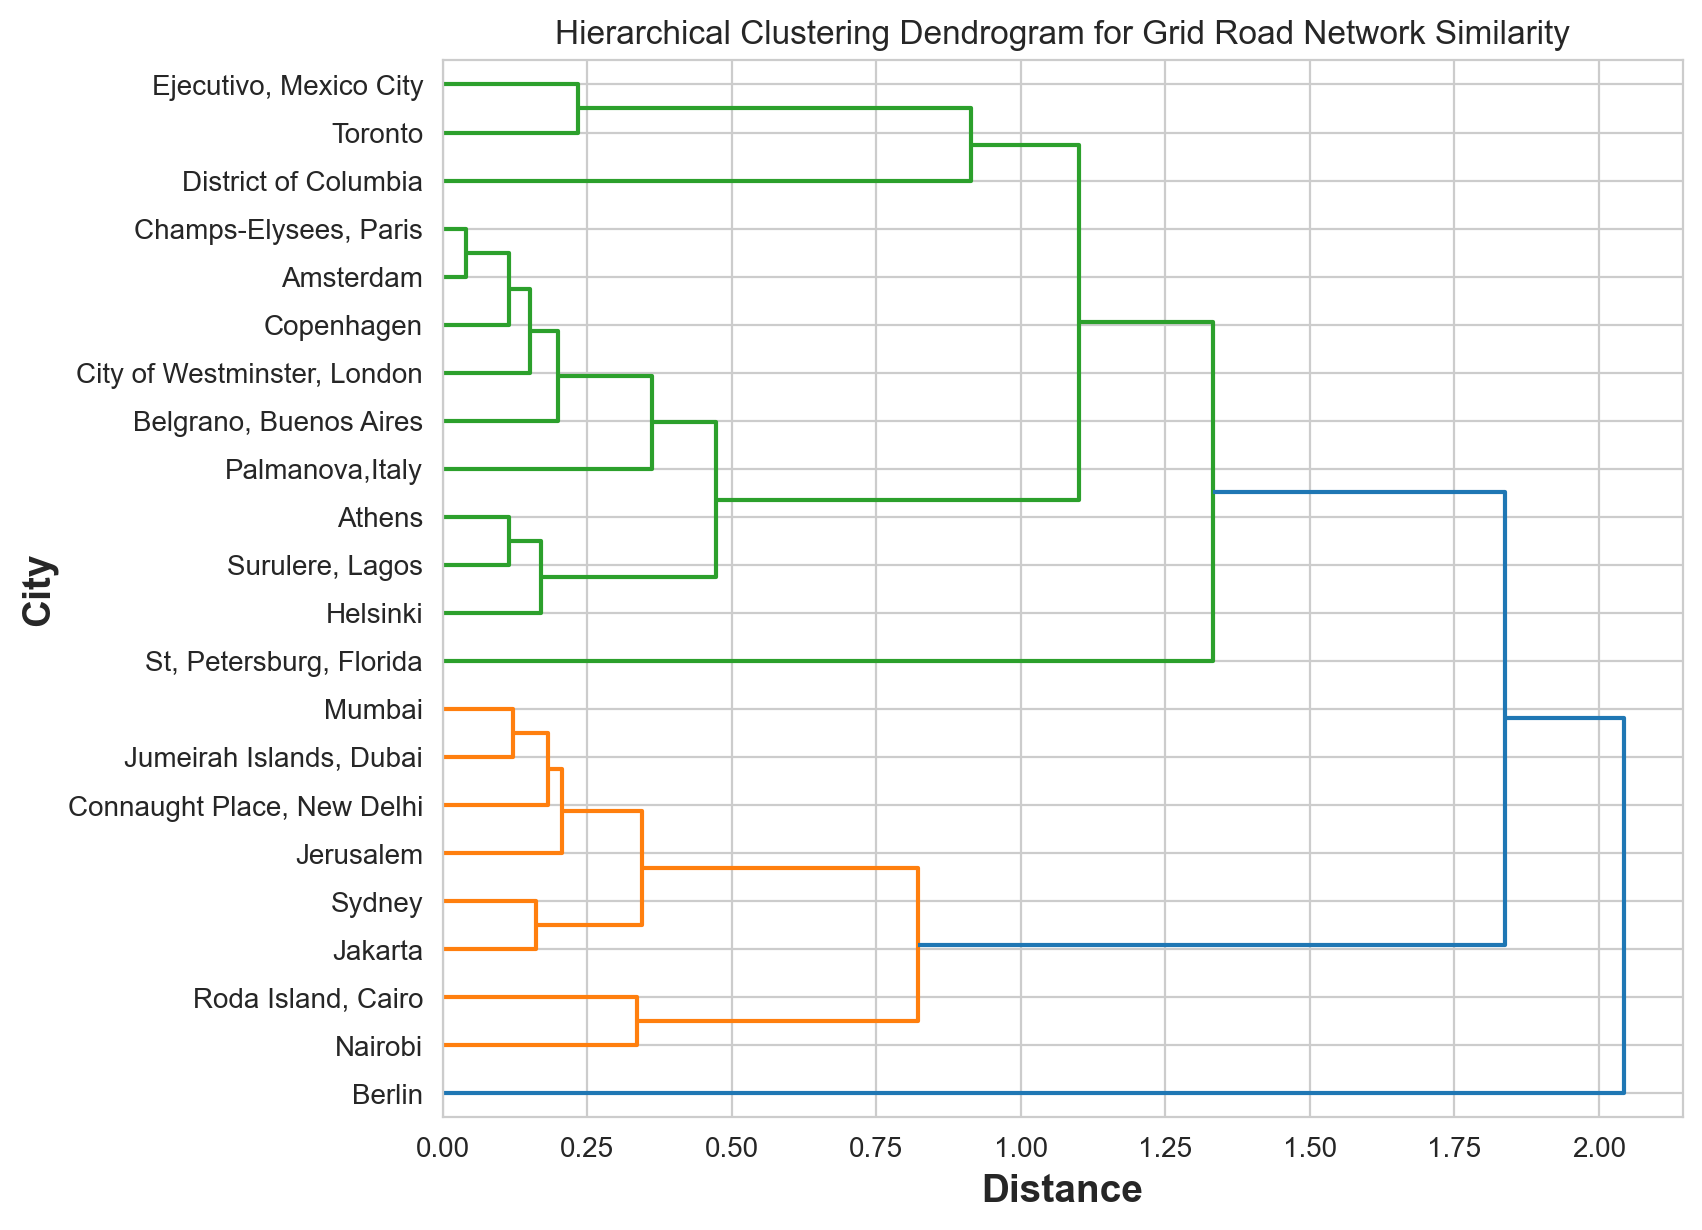 Hierarchical Clustering Dendrogram for Grid Road Network Similarity
Ejecutivo, Mexico City
Toronto
District of Columbia
Champs-Elysees, Paris
Amsterdam
Copenhagen
City of Westminster, London
Belgrano, Buenos Aires
Palmanova,Italy
Athens
Surulere, Lagos
Helsinki
St, Petersburg, Florida
Mumbai
Jumeirah Islands, Dubai
Connaught Place, New Delhi
Jerusalem
Sydney
Jakarta
Roda Island, Cairo
Nairobi
Berlin
City
0.00 0.25 0.50 0.75 1.00 1.25 1.50 1.75 2.00
Distance